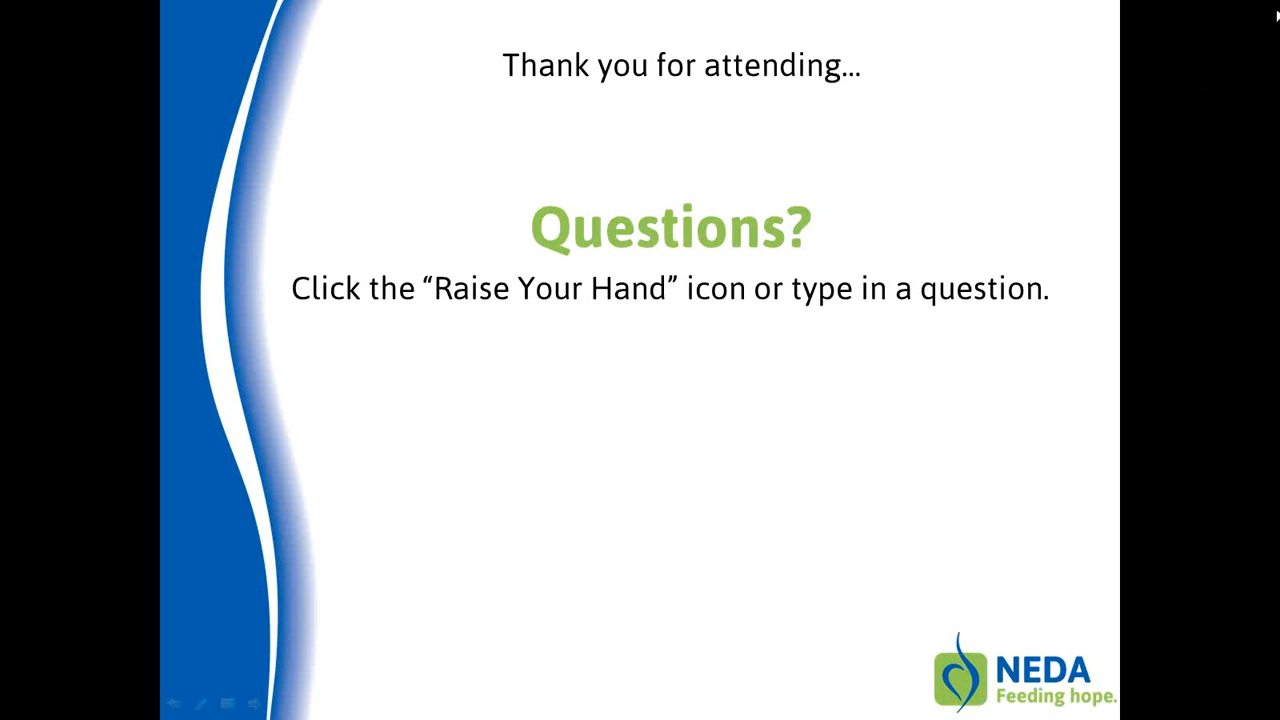 Thank you for attending...
Questions?
Click the “Raise Your Hand” icon or type in a question.
NEDA
Feeding hope.